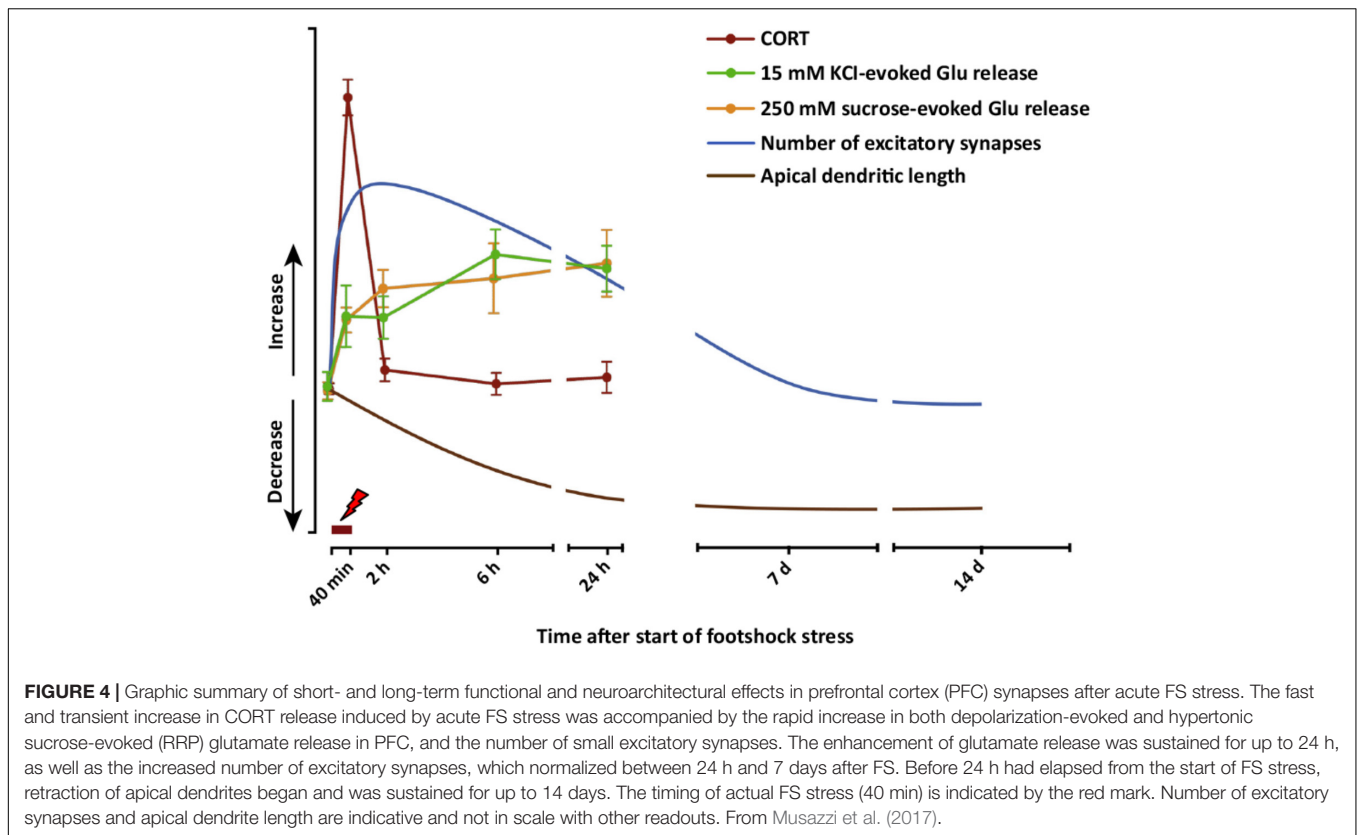 CORT
15 mM KCl-evoked Glu release
250 mM sucrose-evoked Glu release
Number of excitatory synapses
Apical dendritic length
Increase
Decrease
40 min
2 h
6 h
24 h
7 d
14 d
Time after start of footshock stress
FIGURE 4 | Graphic summary of short- and long-term functional and neuroarchitectural effects in prefrontal cortex (PFC) synapses after acute FS stress. The fast
and transient increase in CORT release induced by acute FS stress was accompanied by the rapid increase in both depolarization-evoked and hypertonic
sucrose-evoked (RRP) glutamate release in PFC, and the number of small excitatory synapses. The enhancement of glutamate release was sustained for up to 24 h,
as well as the increased number of excitatory synapses, which normalized between 24 h and 7 days after FS. Before 24 h had elapsed from the start of FS stress,
retraction of apical dendrites began and was sustained for up to 14 days. The timing of actual FS stress (40 min) is indicated by the red mark. Number of excitatory
synapses and apical dendrite length are indicative and not in scale with other readouts. From Musazzi et al. (2017).